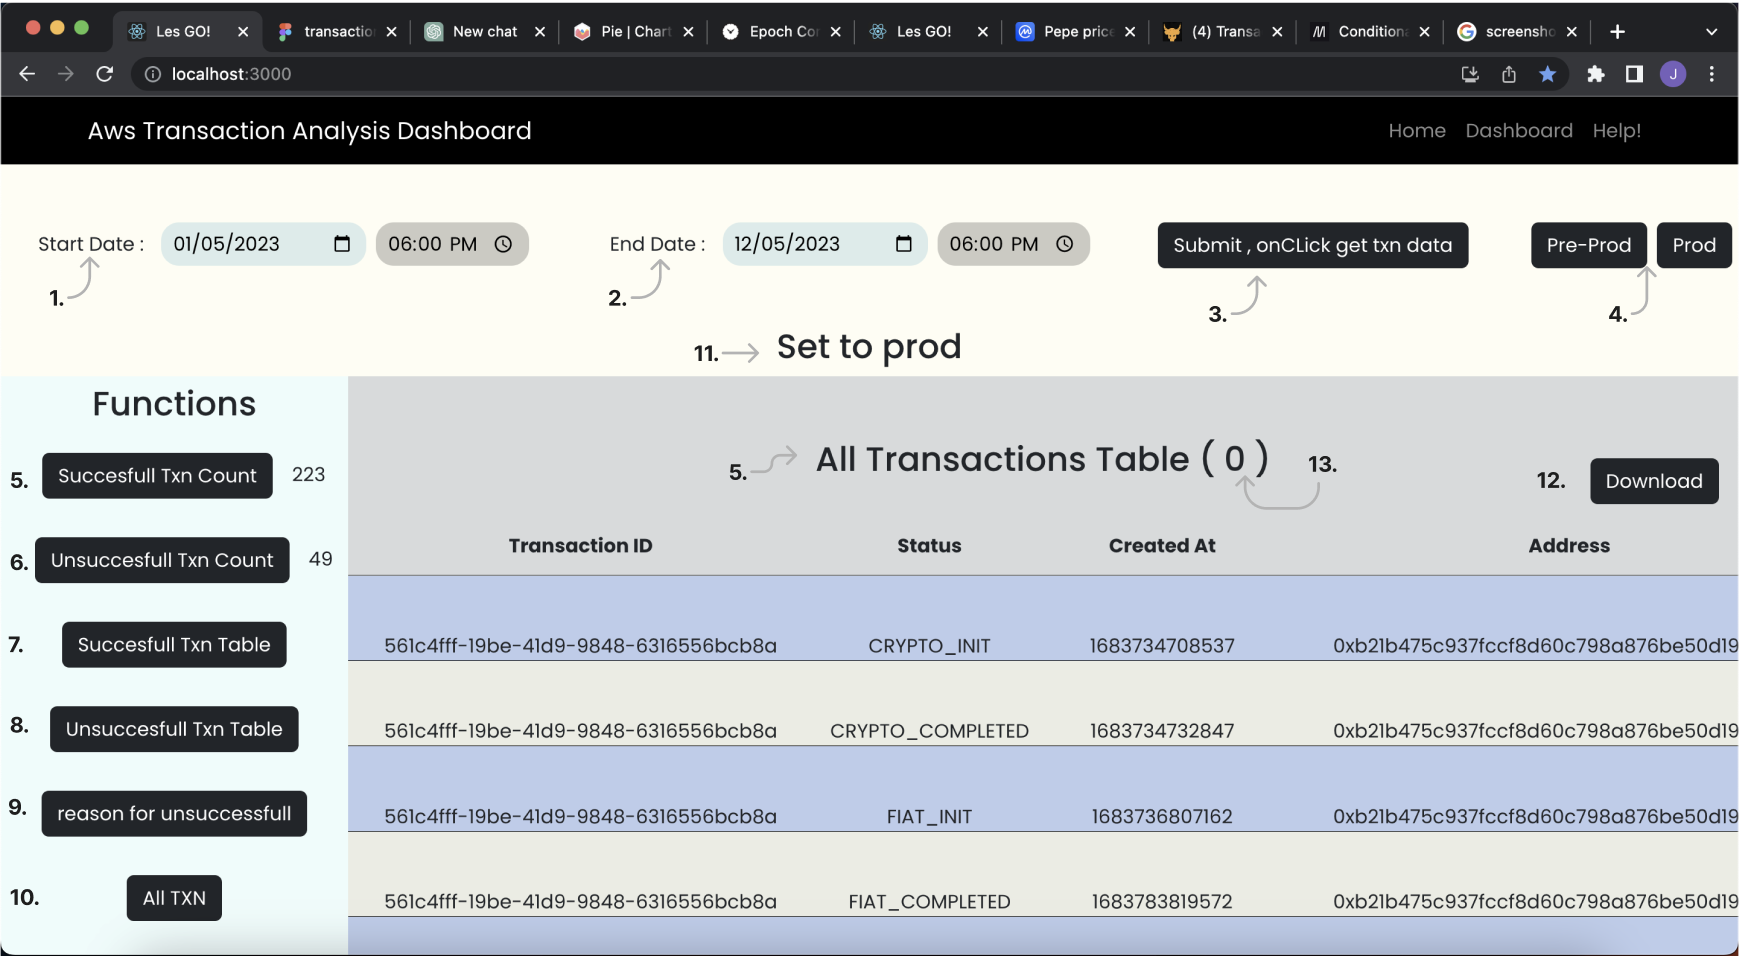 Les GO! transactio New chat Pie | Chart Epoch Co Les GO! Pepe price (4) Transa Condition screensho
localhost:3000 J
Aws Transaction Analysis Dashboard Home Dashboard Help!
Start Date : 01/05/2023 06:00 PM End Date : 12/05/2023 06:00 PM Submit , onCLick get txn data Pre-Prod Prod
1. 2. 3. 4.
11. Set to prod
Functions
5. All Transactions Table ( 0 ) 13.
5. Succesfull Txn Count 223 12. Download
Transaction ID Status Created At Address
6. Unsuccesfull Txn Count 49
7. Succesfull Txn Table 561c4fff-19be-41d9-9848-6316556bcb8a CRYPTO_INIT 1683734708537 0xb21b475c937fccf8d60c798a876be50d19
8. Unsuccesfull Txn Table 561c4fff-19be-41d9-9848-6316556bcb8a CRYPTO_COMPLETED 1683734732847 0xb21b475c937fccf8d60c798a876be50d19
9. reason for unsuccessfull 561c4fff-19be-41d9-9848-6316556bcb8a FIAT_INIT 1683736807162 0xb21b475c937fccf8d60c798a876be50d19
10. All TXN 561c4fff-19be-41d9-9848-6316556bcb8a FIAT_COMPLETED 1683783819572 0xb21b475c937fccf8d60c798a876be50d19